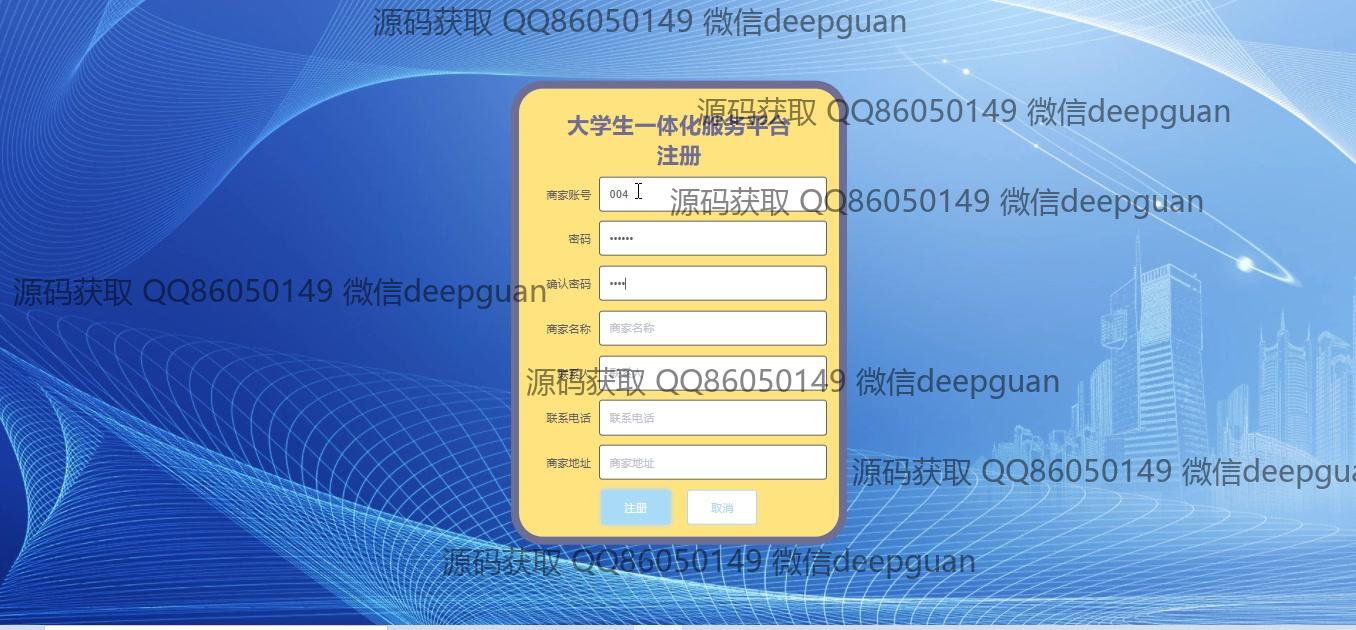 源码获取 QQ86050149 微信deepguan
源码获取 QQ86050149 微信deepguan
大学生一体化服务平台
注册
商家账号 004
源码获取 QQ86050149 微信deepguan
密码 ••••••
确认密码 ••••
源码获取 QQ86050149 微信deepguan
商家名称 商家名称
联系人 联系人
源码获取 QQ86050149 微信deepguan
联系电话 联系电话
商家地址 商家地址
源码获取 QQ86050149 微信deepgua
注册 取消
源码获取 QQ86050149 微信deepguan